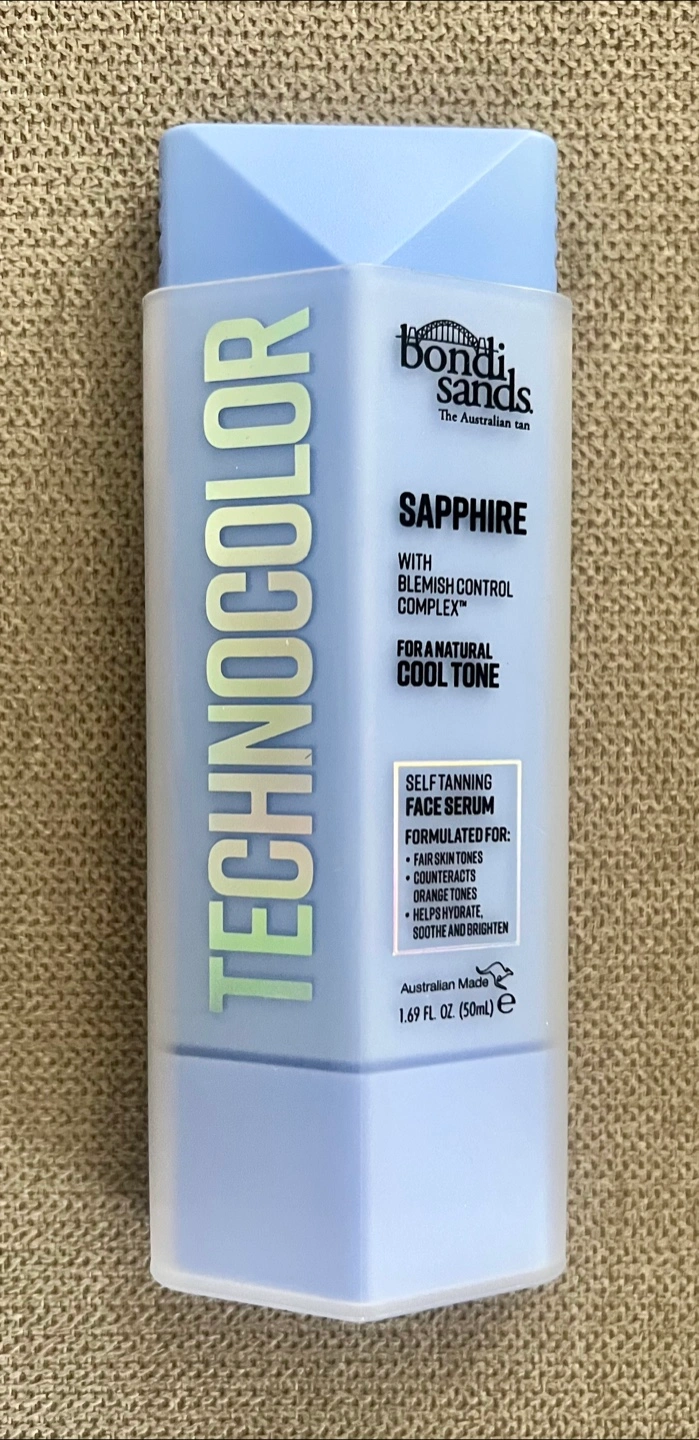 TECHNOCOLOR
bondi
sands.
The Australian tan
SAPPHIRE
WITH
BLEMISH CONTROL
COMPLEX™
FOR A NATURAL
COOL TONE
SELF TANNING
FACE SERUM
FORMULATED FOR:
• FAIR SKIN TONES
• COUNTERACTS
ORANGE TONES
• HELPS HYDRATE,
SOOTHE AND BRIGHTEN
Australian Made
1.69 FL. OZ. (50mL) ℮